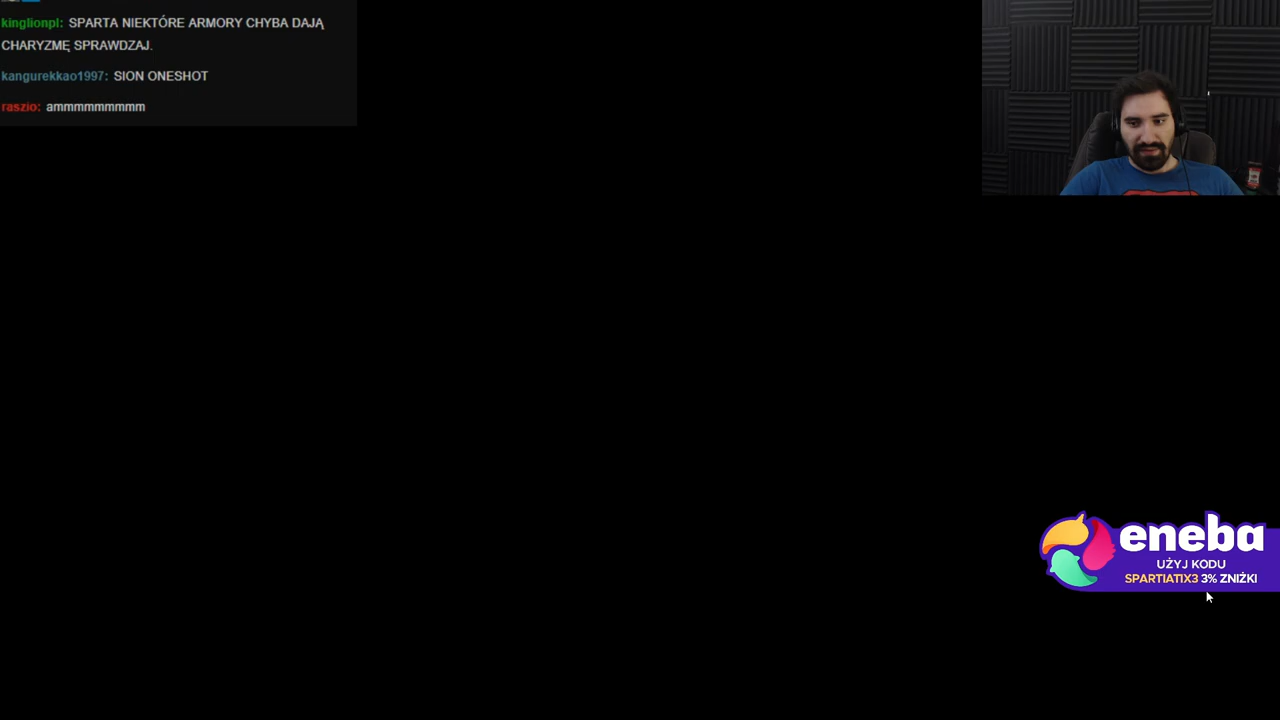 kinglionpl: SPARTA NIEKTÓRE ARMORY CHYBA DAJĄ
CHARYZMĘ SPRAWDZAJ.
kangurekkao1997: SION ONESHOT
raszio: ammmmmmmmm
eneba
UŻYJ KODU
SPARTIATIX3 3% ZNIŻKI